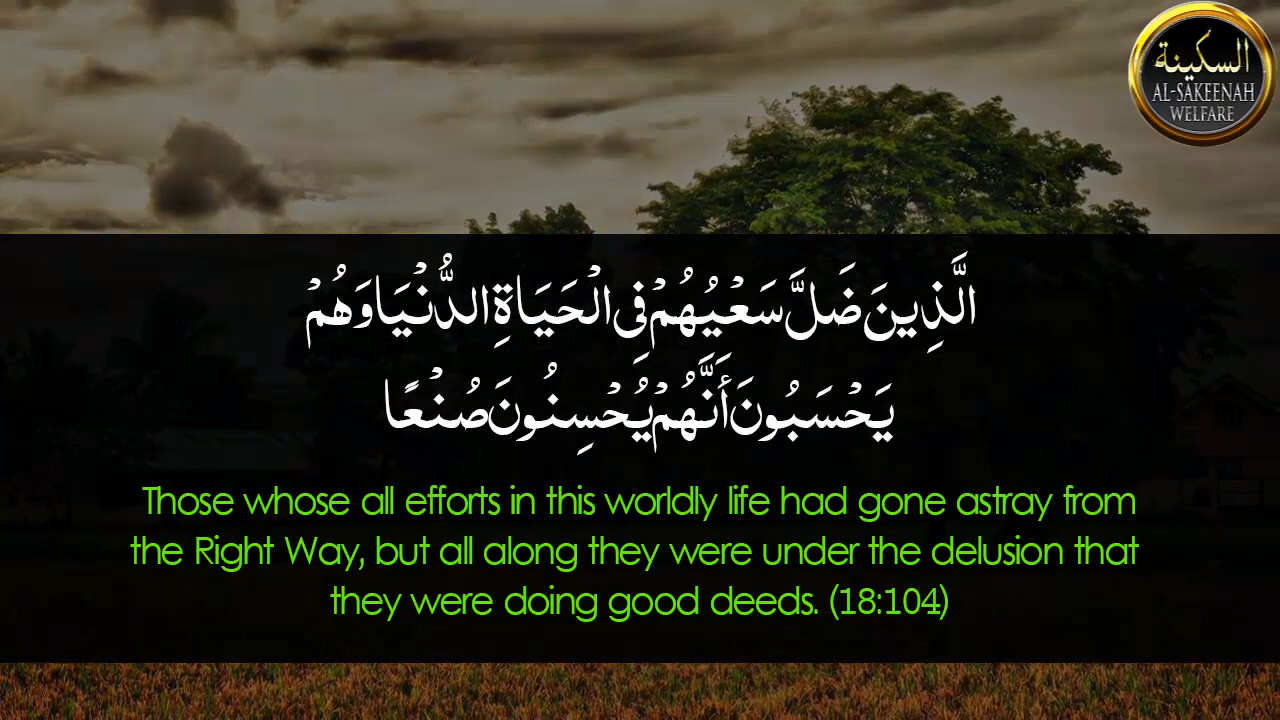 السكينة
AL-SAKEENAH
WELFARE
الَّذِينَ ضَلَّ سَعْيُهُمْ فِي الْحَيَاةِ الدُّنْيَا وَهُمْ
يَحْسَبُونَ أَنَّهُمْ يُحْسِنُونَ صُنْعًا
Those whose all efforts in this worldly life had gone astray from
the Right Way, but all along they were under the delusion that
they were doing good deeds. (18:104)